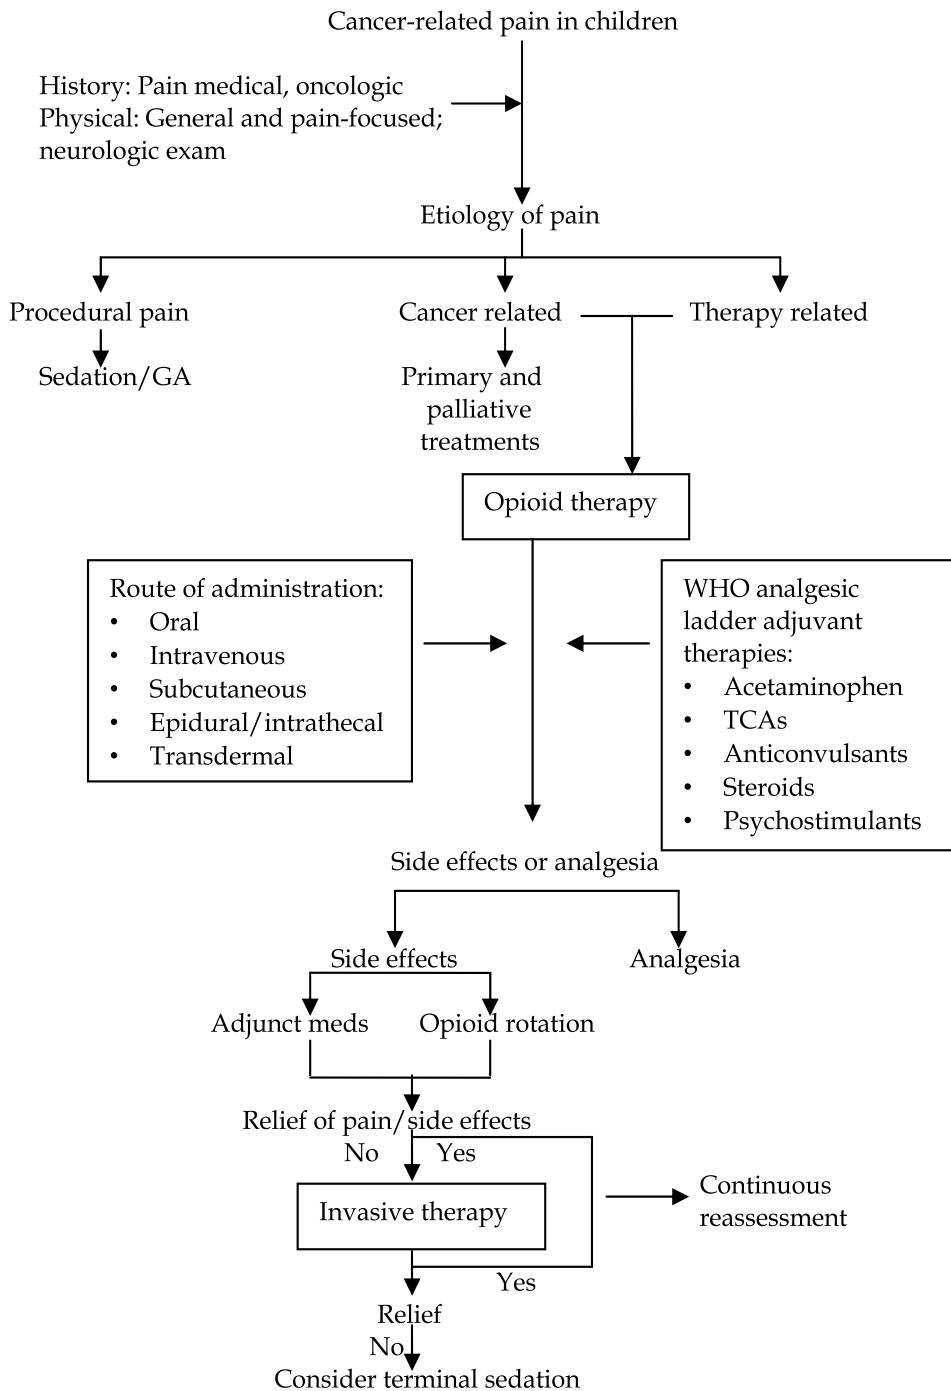 Cancer-related pain in children
History: Pain medical, oncologic
Physical: General and pain-focused;
neurologic exam
Etiology of pain
Procedural pain
Cancer related
Therapy related
Sedation/GA
Primary and
palliative
treatments
Opioid therapy
Route of administration:
• Oral
• Intravenous
• Subcutaneous
• Epidural/intrathecal
• Transdermal
WHO analgesic
ladder adjuvant
therapies:
• Acetaminophen
• TCAs
• Anticonvulsants
• Steroids
• Psychostimulants
Side effects or analgesia
Side effects
Analgesia
Adjunct meds
Opioid rotation
Relief of pain/side effects
No
Yes
Invasive therapy
Continuous
reassessment
Yes
Relief
No
Consider terminal sedation